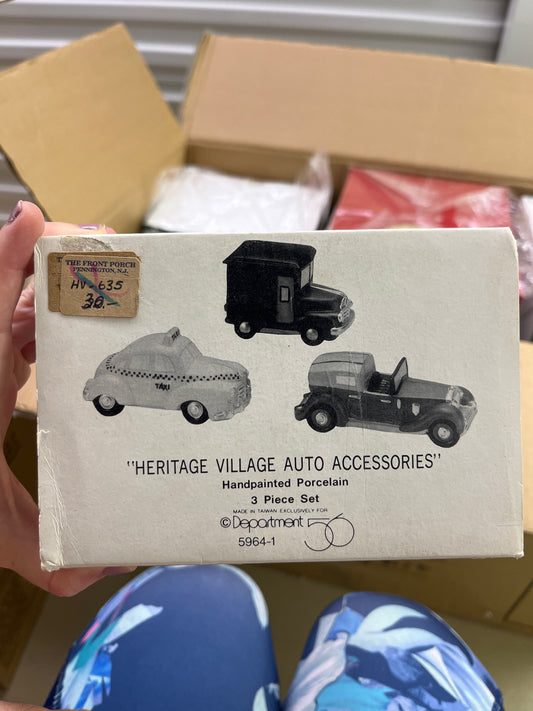 THE FRONT PORCH
PENNINGTON, N.J.
HV-635
30.-
TAXI
"HERITAGE VILLAGE AUTO ACCESSORIES"
Handpainted Porcelain
3 Piece Set
MADE IN TAIWAN EXCLUSIVELY FOR
© Department 56
5964-1